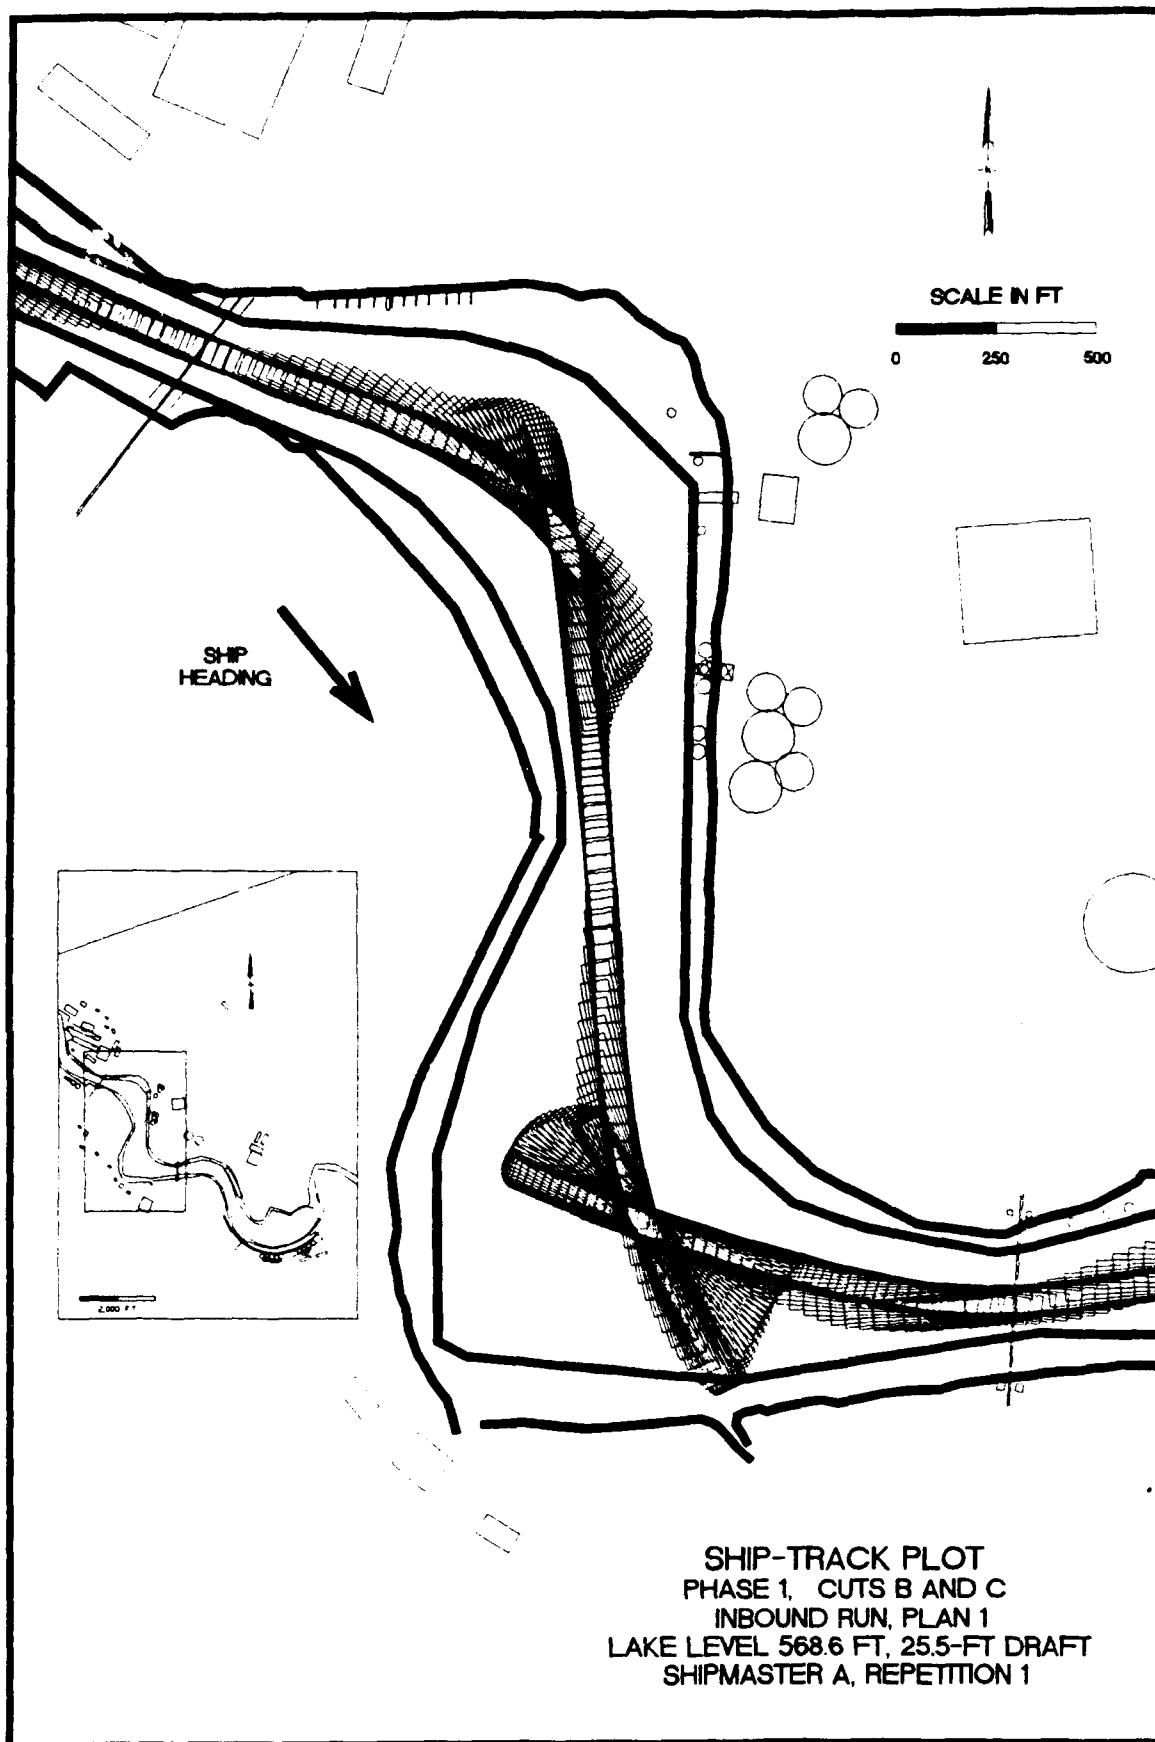 SCALE IN FT
0 250 500
SHIP
HEADING
2,000 FT
SHIP-TRACK PLOT
PHASE 1, CUTS B AND C
INBOUND RUN, PLAN 1
LAKE LEVEL 568.6 FT, 25.5-FT DRAFT
SHIPMASTER A, REPETITION 1